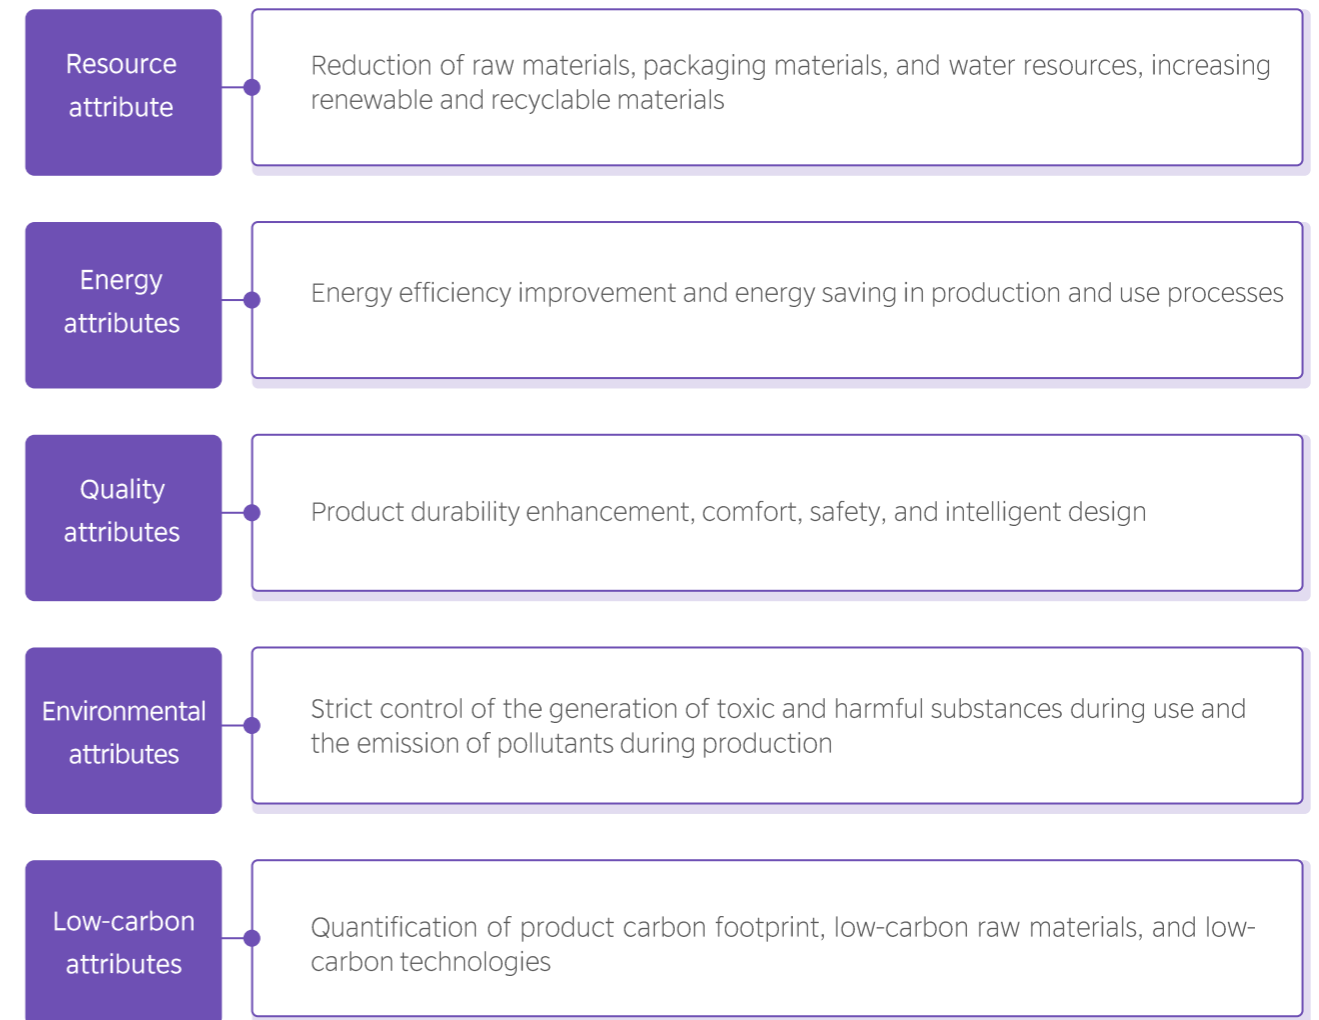 Resource
attribute
Reduction of raw materials, packaging materials, and water resources, increasing
renewable and recyclable materials
Energy
attributes
Energy efficiency improvement and energy saving in production and use processes
Quality
attributes
Product durability enhancement, comfort, safety, and intelligent design
Environmental
attributes
Strict control of the generation of toxic and harmful substances during use and
the emission of pollutants during production
Low-carbon
attributes
Quantification of product carbon footprint, low-carbon raw materials, and low-
carbon technologies